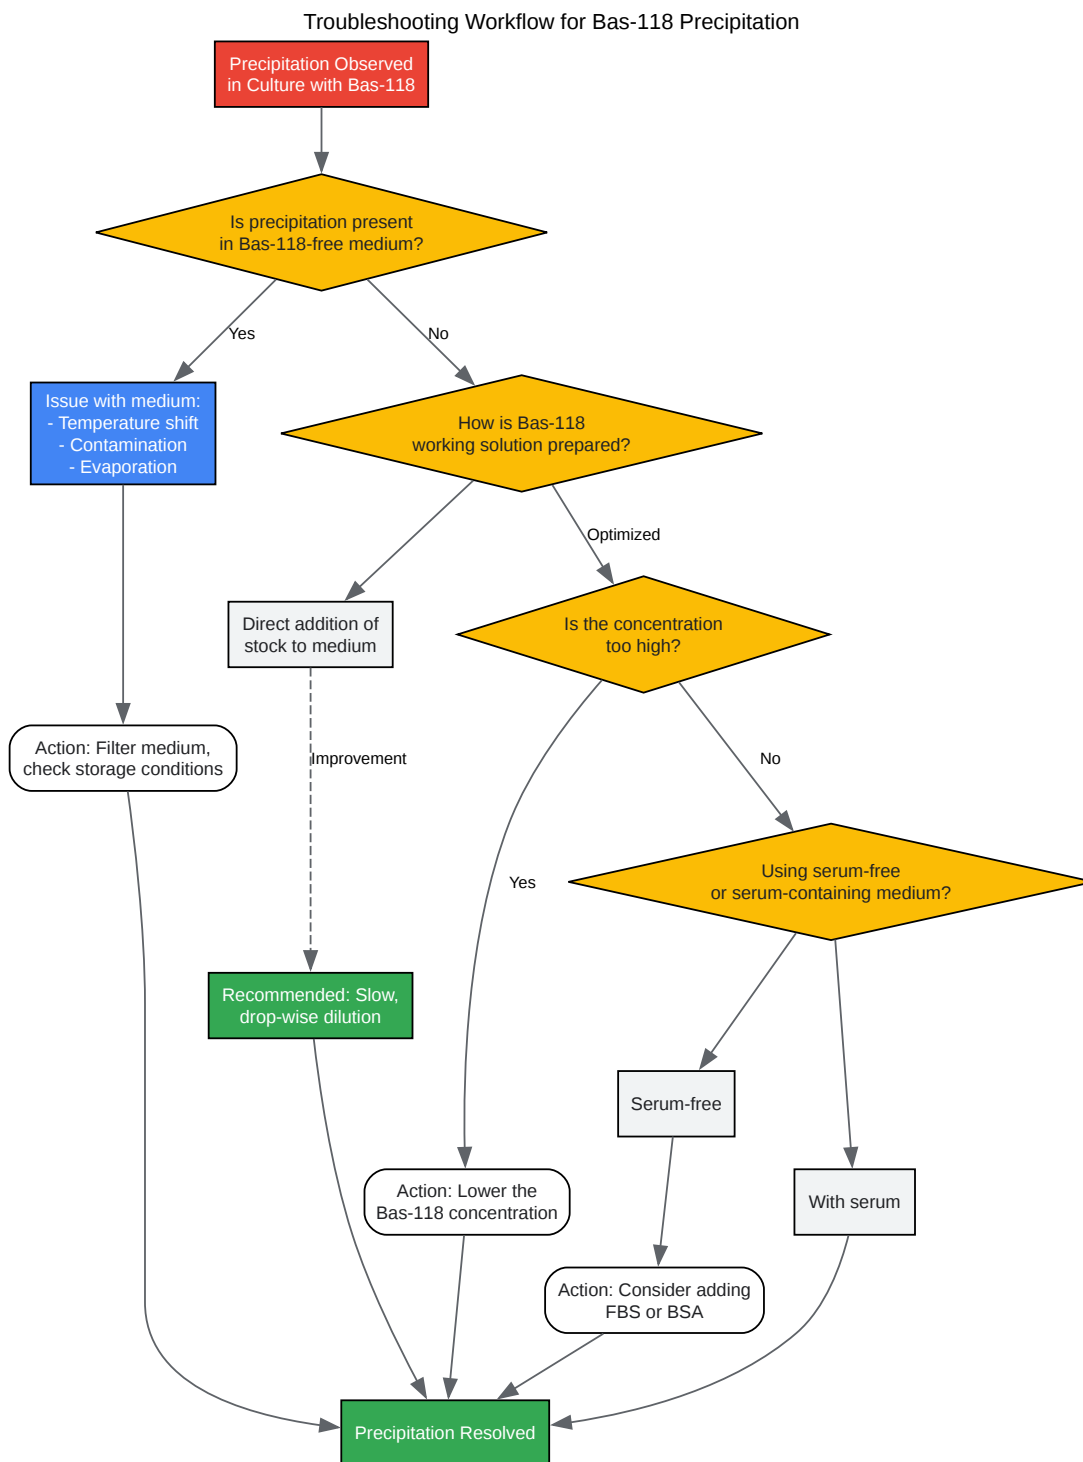 Troubleshooting Workflow for Bas-118 Precipitation
Precipitation Observed
in Culture with Bas-118
Is precipitation present
in Bas-118-free medium?
Yes
No
Issue with medium:
- Temperature shift
- Contamination
- Evaporation
How is Bas-118
working solution prepared?
Optimized
Direct addition of
stock to medium
Is the concentration
too high?
Action: Filter medium,
check storage conditions
Improvement
No
Yes
Using serum-free
or serum-containing medium?
Recommended: Slow,
drop-wise dilution
Serum-free
Action: Lower the
Bas-118 concentration
With serum
Action: Consider adding
FBS or BSA
Precipitation Resolved